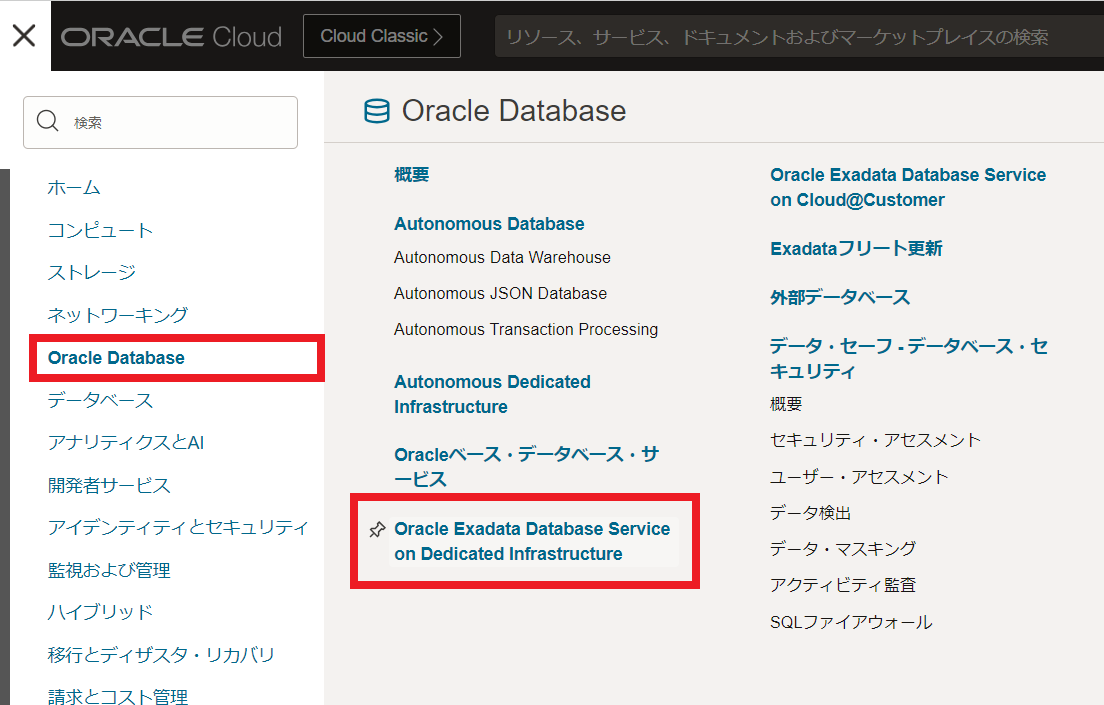 ORACLE Cloud
Cloud Classic
リソース、サービス、ドキュメントおよびマーケットプレイスの検索
検索
ホーム
コンピュート
ストレージ
ネットワーキング
Oracle Database
データベース
アナリティクスとAI
開発者サービス
アイデンティティとセキュリティ
監視および管理
ハイブリッド
移行とディザスタ・リカバリ
請求とコスト管理
Oracle Database
概要
Autonomous Database
Autonomous Data Warehouse
Autonomous JSON Database
Autonomous Transaction Processing
Autonomous Dedicated
Infrastructure
Oracleベース・データベース・サ
ービス
Oracle Exadata Database Service
on Dedicated Infrastructure
Oracle Exadata Database Service
on Cloud@Customer
Exadataフリート更新
外部データベース
データ・セーフ - データベース・セ
キュリティ
概要
セキュリティ・アセスメント
ユーザー・アセスメント
データ検出
データ・マスキング
アクティビティ監査
SQLファイアウォール